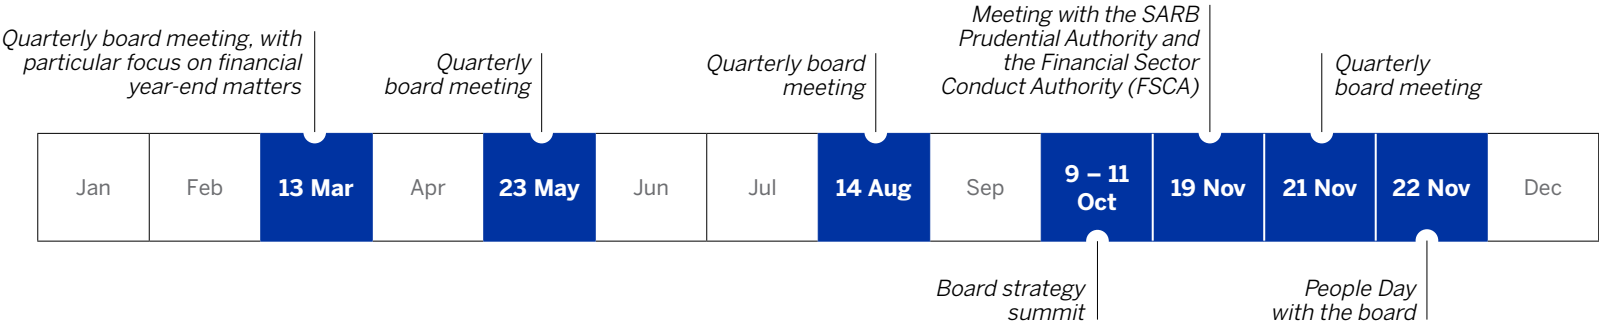 Quarterly board meeting, with
particular focus on financial
year-end matters
Quarterly
board meeting
Quarterly board
meeting
Meeting with the SARB
Prudential Authority and
the Financial Sector
Conduct Authority (FSCA)
Quarterly
board meeting
Jan
Feb
13 Mar
Apr
23 May
Jun
Jul
14 Aug
Sep
9 – 11
Oct
19 Nov
21 Nov
22 Nov
Dec
Board strategy
summit
People Day
with the board